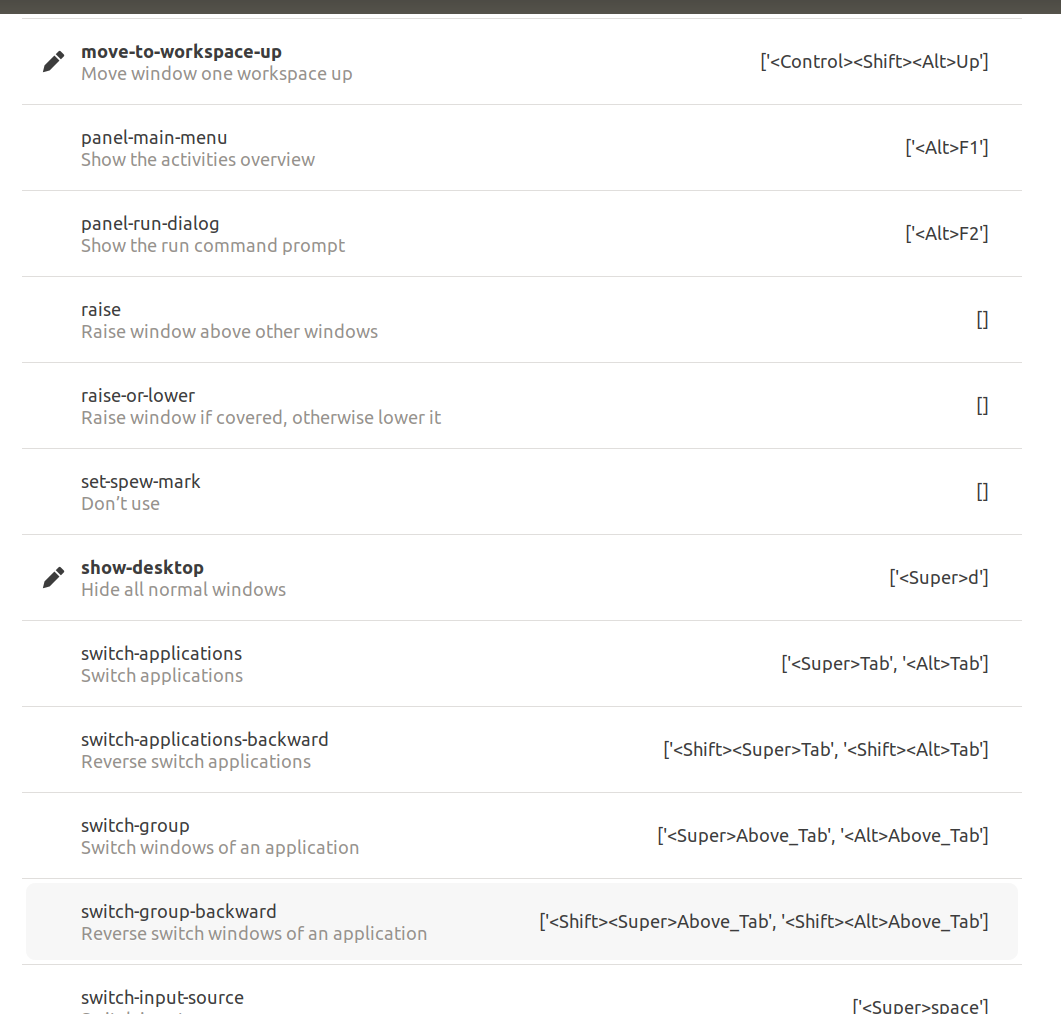 move-to-workspace-up
Move window one workspace up
['<Control><Shift><Alt>Up']
panel-main-menu
Show the activities overview
['<Alt>F1']
panel-run-dialog
Show the run command prompt
['<Alt>F2']
raise
Raise window above other windows
[]
raise-or-lower
Raise window if covered, otherwise lower it
[]
set-spew-mark
Don’t use
[]
show-desktop
Hide all normal windows
['<Super>d']
switch-applications
Switch applications
['<Super>Tab', '<Alt>Tab']
switch-applications-backward
Reverse switch applications
['<Shift><Super>Tab', '<Shift><Alt>Tab']
switch-group
Switch windows of an application
['<Super>Above_Tab', '<Alt>Above_Tab']
switch-group-backward
Reverse switch windows of an application
['<Shift><Super>Above_Tab', '<Shift><Alt>Above_Tab']
switch-input-source
['<Super>space']